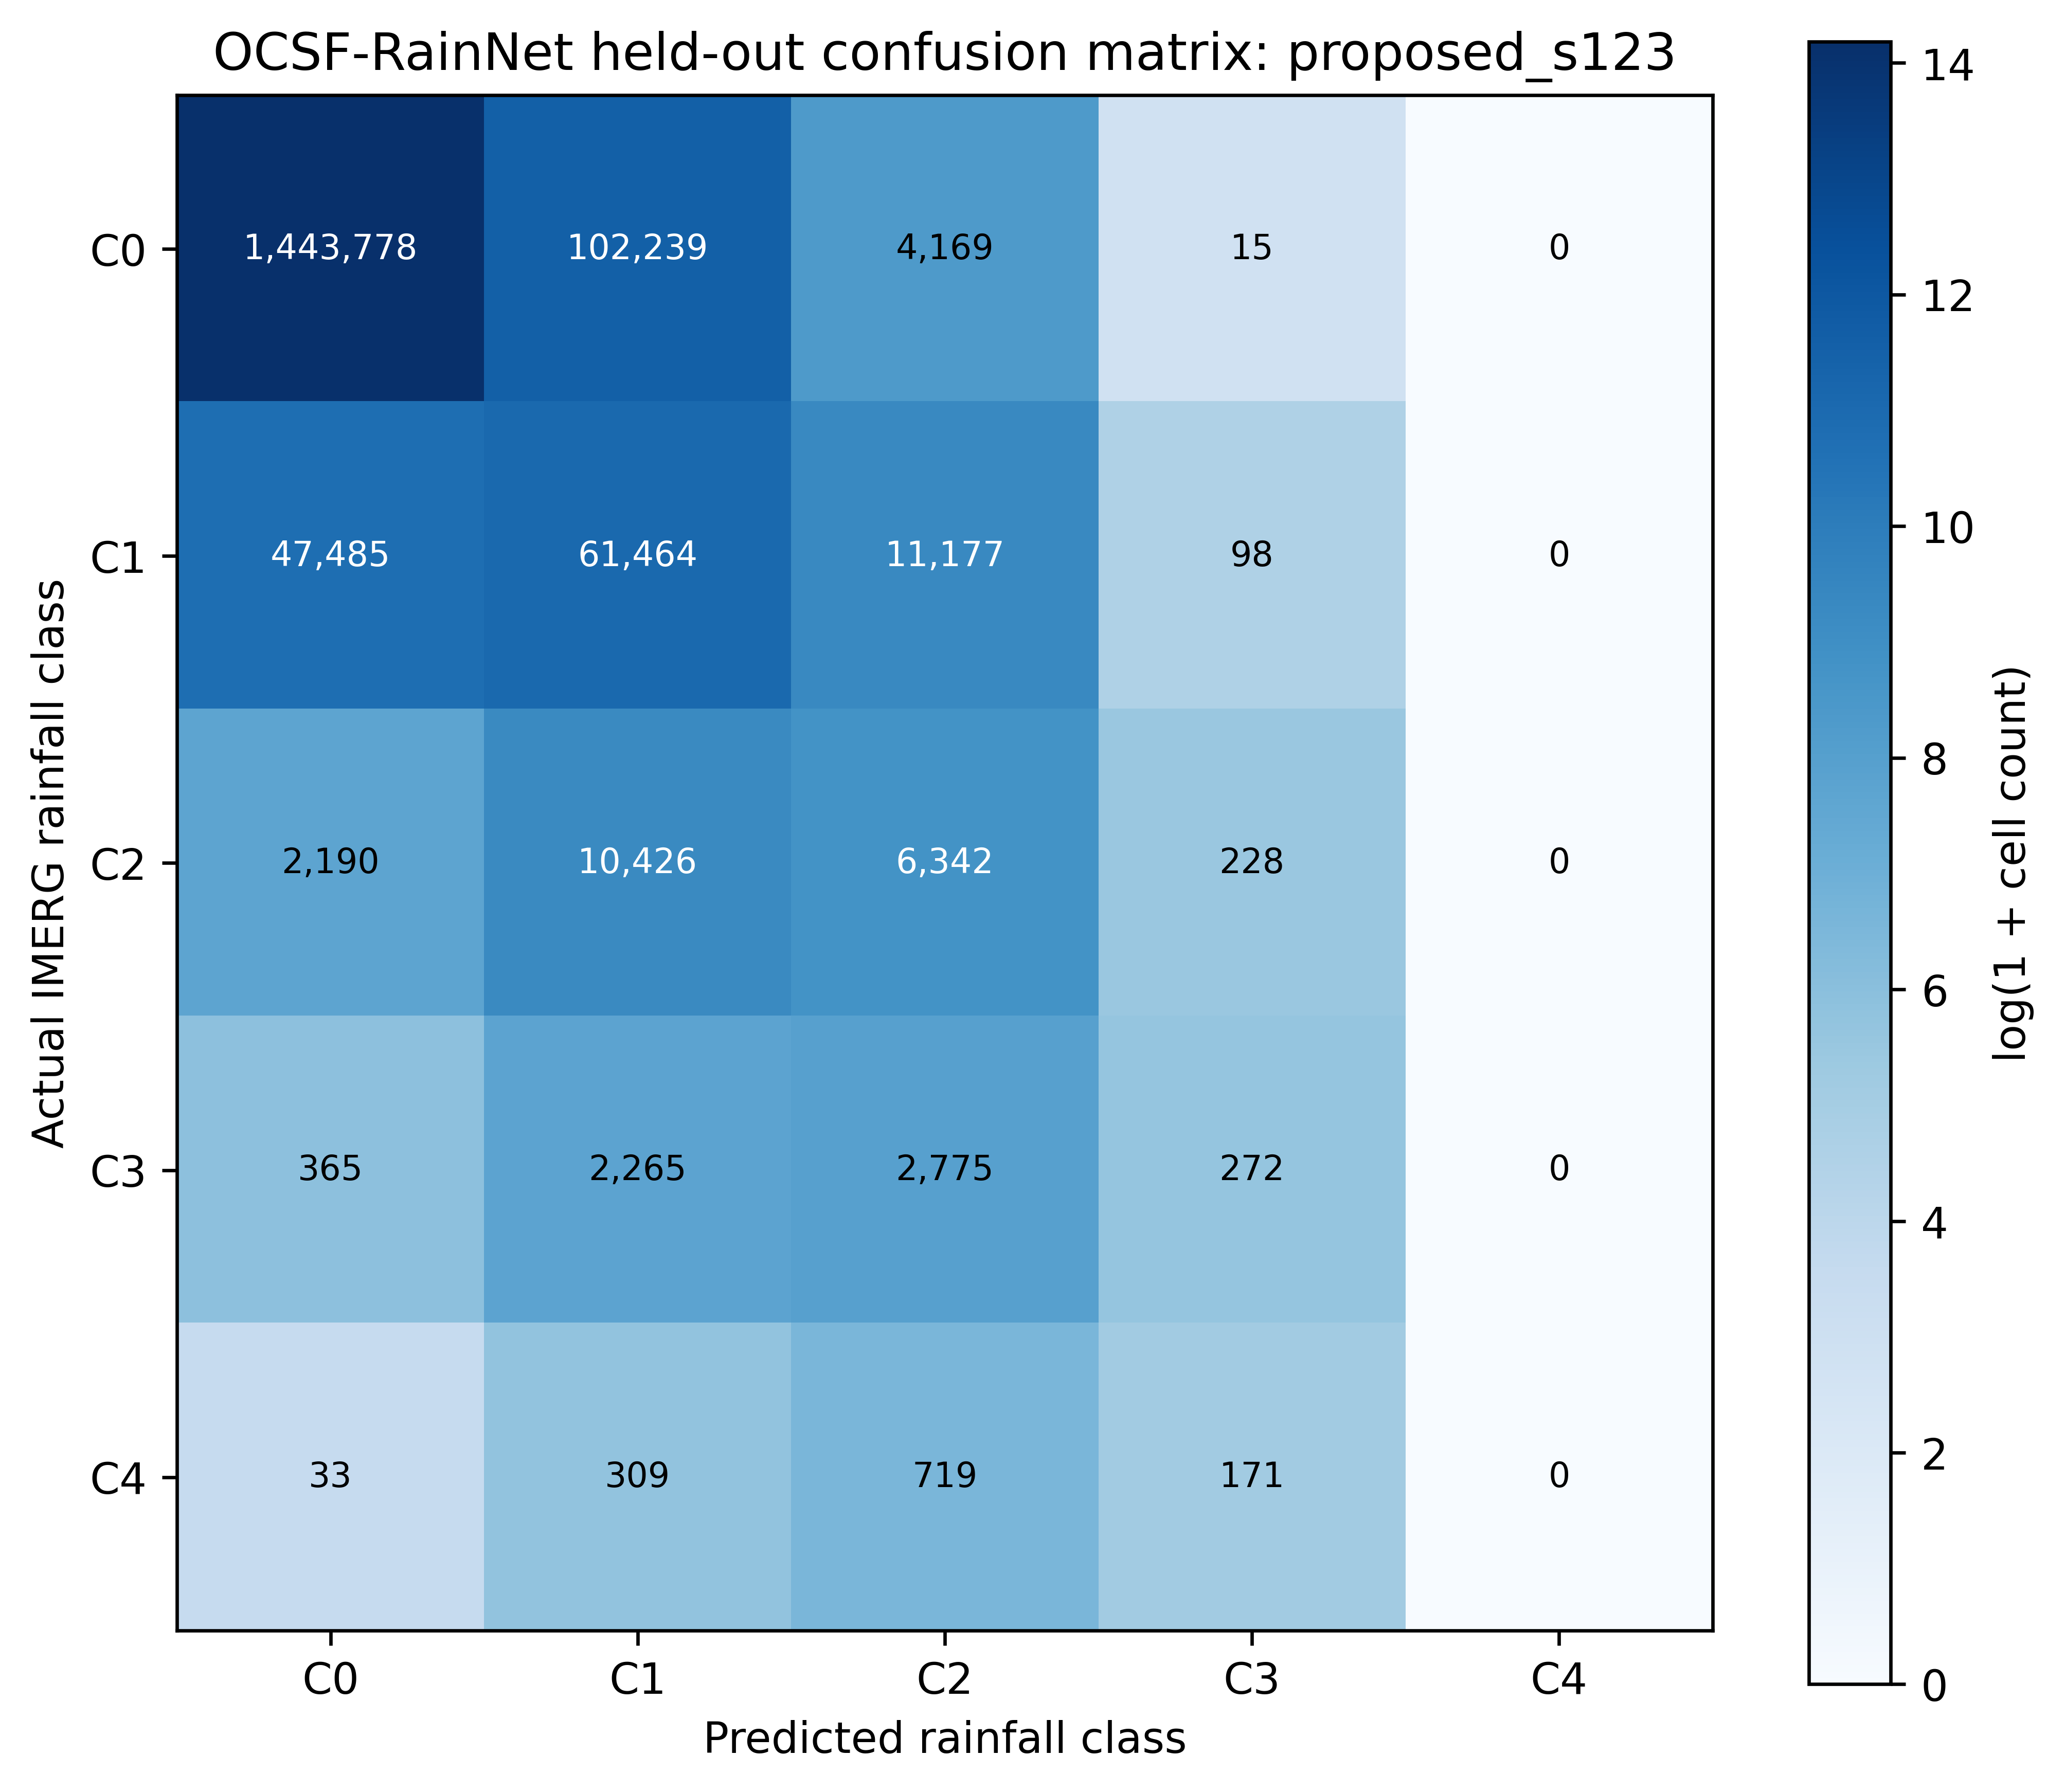 OCSF-RainNet held-out confusion matrix: proposed_s123
Actual IMERG rainfall class
C0
1,443,778
102,239
4,169
15
0
C1
47,485
61,464
11,177
98
0
C2
2,190
10,426
6,342
228
0
C3
365
2,265
2,775
272
0
C4
33
309
719
171
0
C0
C1
C2
C3
C4
Predicted rainfall class
14
12
10
8
6
4
2
0
log(1 + cell count)